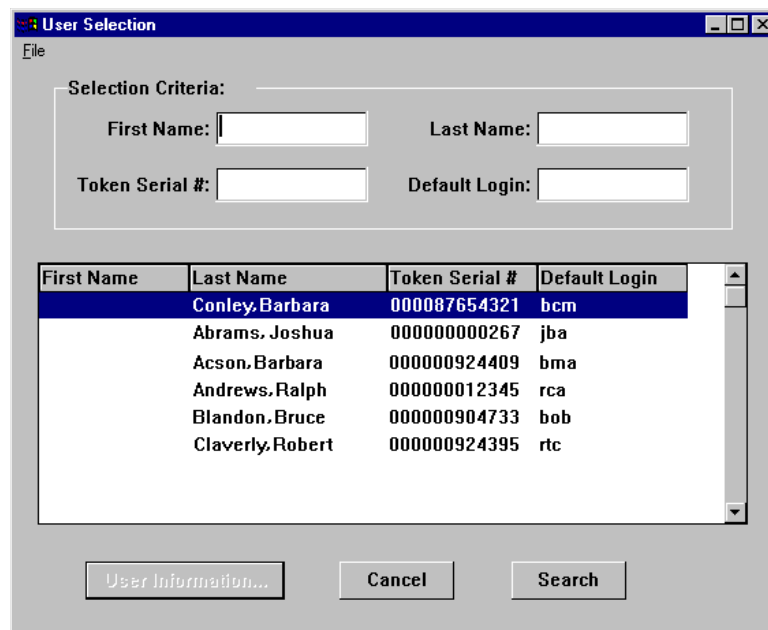 User Selection
File
Selection Criteria:
First Name: Last Name:
Token Serial #: Default Login:
First Name Last Name Token Serial # Default Login
Conley, Barbara 000087654321 bcm
Abrams, Joshua 000000000267 jba
Acson, Barbara 000000924409 bma
Andrews, Ralph 000000012345 rca
Blandon, Bruce 000000904733 bob
Claverly, Robert 000000924395 rtc
User Information... Cancel Search